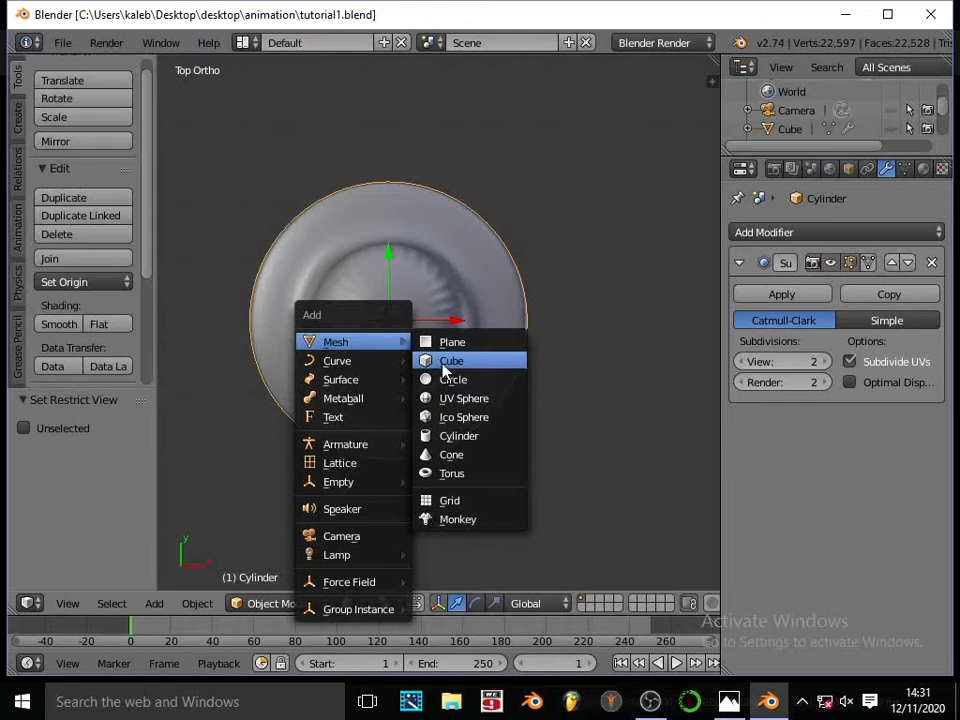 Blender [C:\Users\kaleb\Desktop\desktop\animation\tutorial1.blend]
File Render Window Help Default Scene Blender Render v2.74 | Verts:22,597 | Faces:22,528 | Tris
Tools
Create
Relations
Animation
Physics
Grease Pencil
Translate
Rotate
Scale
Mirror
Edit
Duplicate
Duplicate Linked
Delete
Join
Set Origin
Shading:
Smooth Flat
Data Transfer:
Data Data La
Set Restrict View
Unselected
Top Ortho
Add
Mesh
Curve
Surface
Metaball
Text
Armature
Lattice
Empty
Speaker
Camera
Lamp
Force Field
Group Instance
Plane
Cube
Circle
UV Sphere
Ico Sphere
Cylinder
Cone
Torus
Grid
Monkey
y
x
(1) Cylinder
View Select Add Object Object Mo Global
View Search All Scenes
World
Camera
Cube
Cylinder
Add Modifier
Su
Apply Copy
Catmull-Clark Simple
Subdivisions: Options:
View: 2 Subdivide UVs
Render: 2 Optimal Disp
Activate Windows
Go to Settings to activate Windows.
-40 -20 0 20 40 60 80 100 120 140 160 180 200 220 240 260
View Marker Frame Playback Start: 1 End: 250 1
Search the web and Windows
14:31
12/11/2020